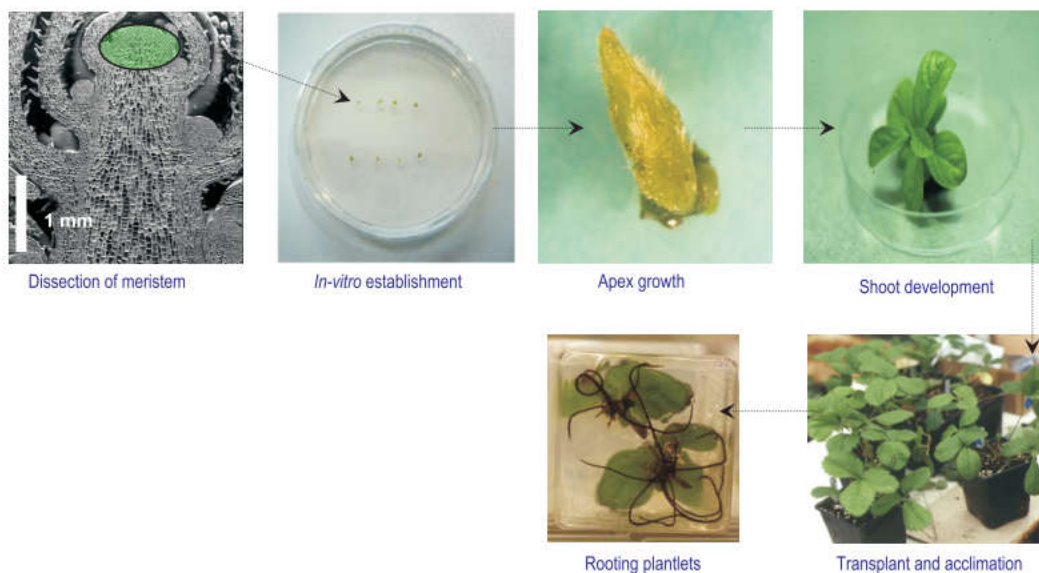 1 mm
Dissection of meristem
In-vitro establishment
Apex growth
Shoot development
Rooting plantlets
Transplant and acclimation